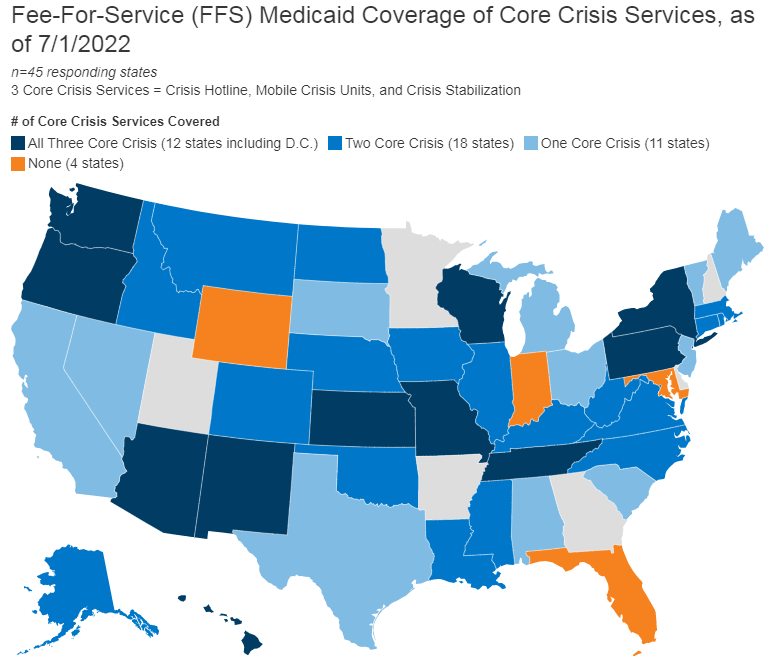 Fee-For-Service (FFS) Medicaid Coverage of Core Crisis Services, as
of 7/1/2022
n=45 responding states
3 Core Crisis Services = Crisis Hotline, Mobile Crisis Units, and Crisis Stabilization
# of Core Crisis Services Covered
All Three Core Crisis (12 states including D.C.) Two Core Crisis (18 states) One Core Crisis (11 states)
None (4 states)